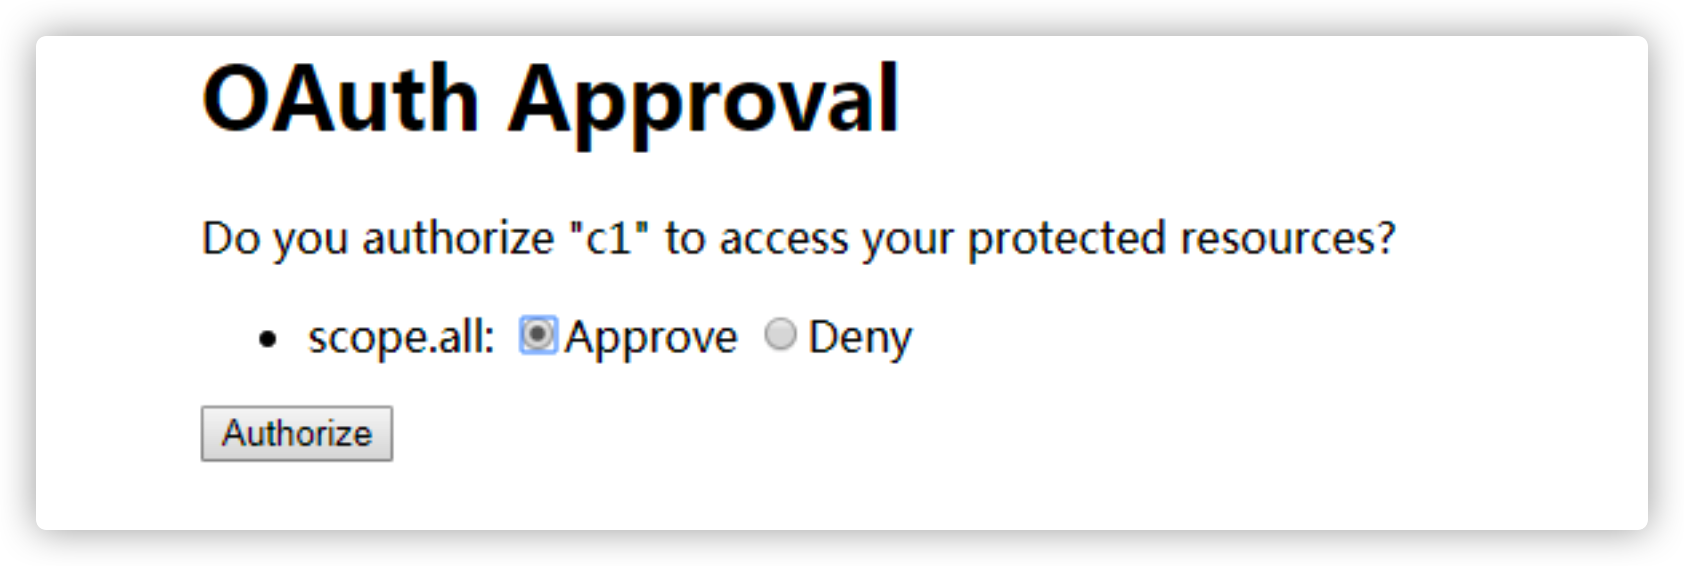 OAuth Approval
Do you authorize "c1" to access your protected resources?
scope.all: Approve Deny
Authorize